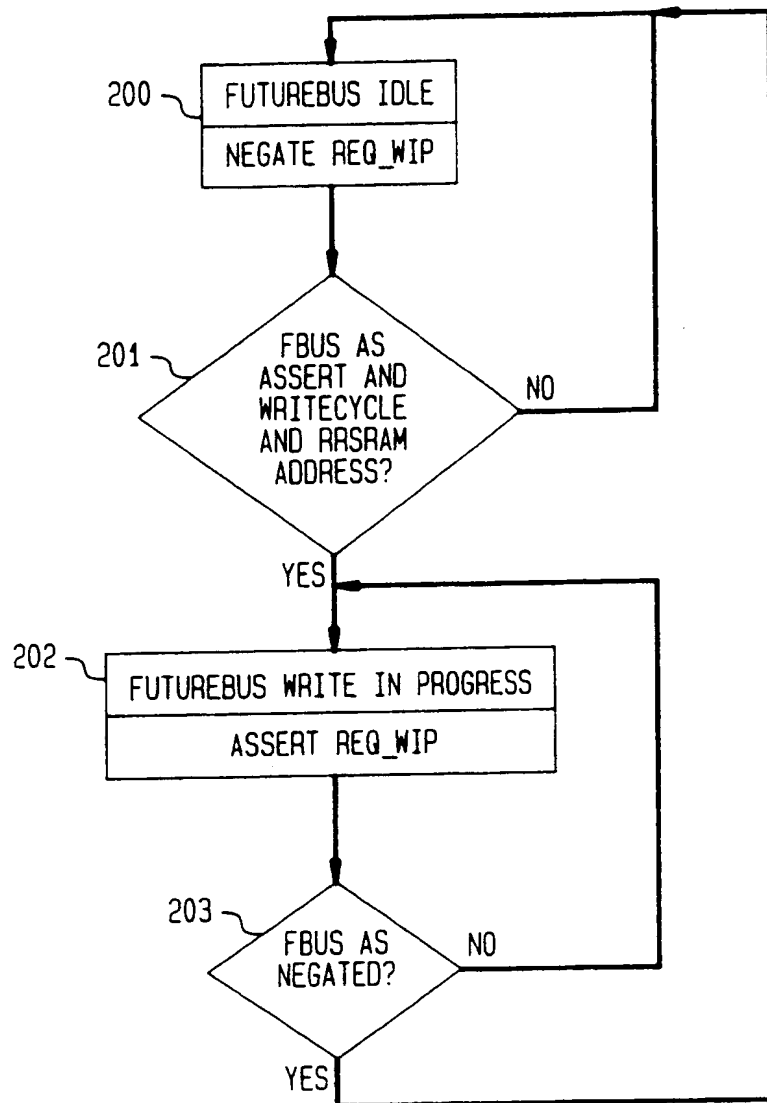 200
FUTUREBUS IDLE
NEGATE REQ_WIP
201
FBUS AS
ASSERT AND
WRITECYCLE
AND RRSRAM
ADDRESS?
NO
YES
202
FUTUREBUS WRITE IN PROGRESS
ASSERT REQ_WIP
203
FBUS AS
NEGATED?
NO
YES